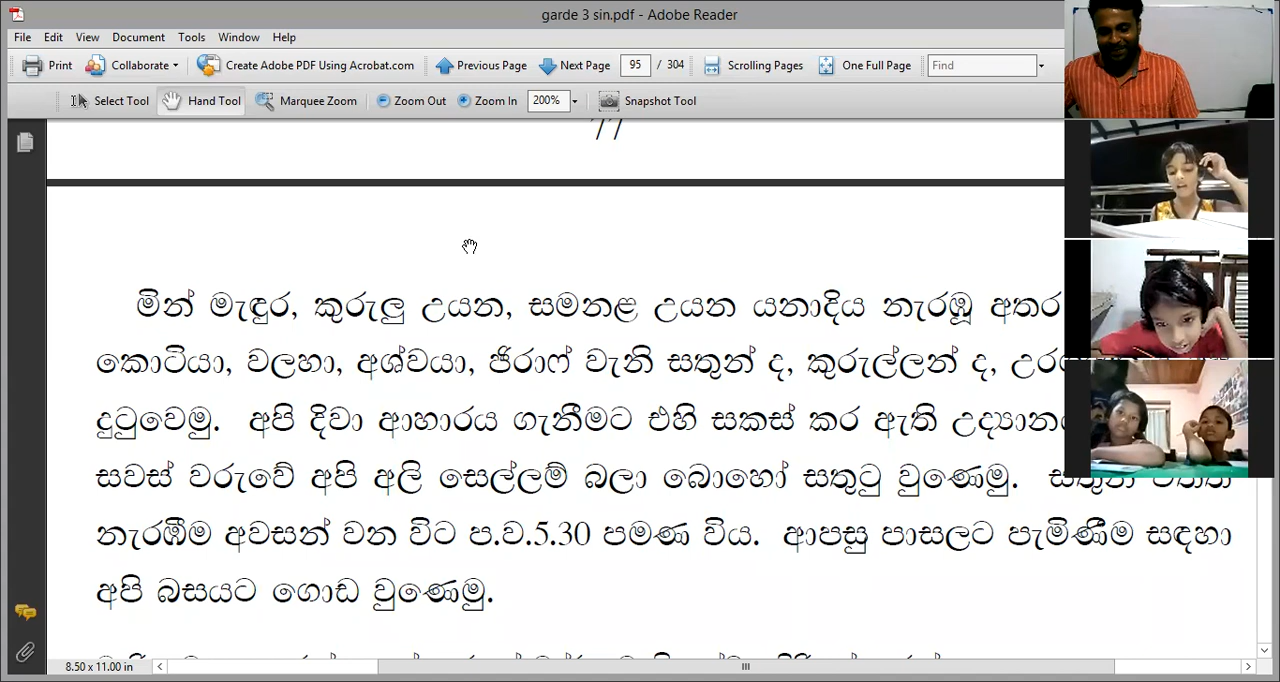 garde 3 sin.pdf - Adobe Reader
File Edit View Document Tools Window Help
Print Collaborate Create Adobe PDF Using Acrobat.com Previous Page Next Page 95 / 304 Scrolling Pages One Full Page Find
Select Tool Hand Tool Marquee Zoom Zoom Out Zoom In 200% Snapshot Tool
77
මින් මැඳුර, කුරුලු උයන, සමනළ උයන යනාදිය නැරඹූ අතර
කොටියා, වලහා, අශ්වයා, ජිරාෆ් වැනි සතුන් ද, කුරුල්ලන් ද,
දුටුවෙමු. අපි දිවා ආහාරය ගැනීමට එහි සකස් කර ඇති
සවස් වරුවේ අපි අලි සෙල්ලම් බලා බොහෝ සතුටු වුණෙමු.
නැරඹීම අවසන් වන විට ප.ව.5.30 පමණ විය. ආපසු පාසලට පැමිණීම සඳහා
අපි බසයට ගොඩ වුණෙමු.
8.50 x 11.00 in